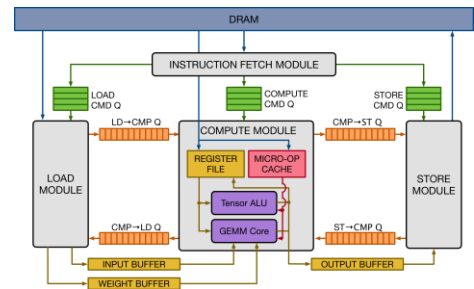 DRAM
INSTRUCTION FETCH MODULE
LOAD
CMD Q
COMPUTE
CMD Q
STORE
CMD Q
LD→CMP Q
COMPUTE MODULE
CMP→ST Q
REGISTER
FILE
MICRO-OP
CACHE
LOAD
MODULE
STORE
MODULE
Tensor ALU
CMP→LD Q
GEMM Core
ST→CMP Q
INPUT BUFFER
OUTPUT BUFFER
WEIGHT BUFFER